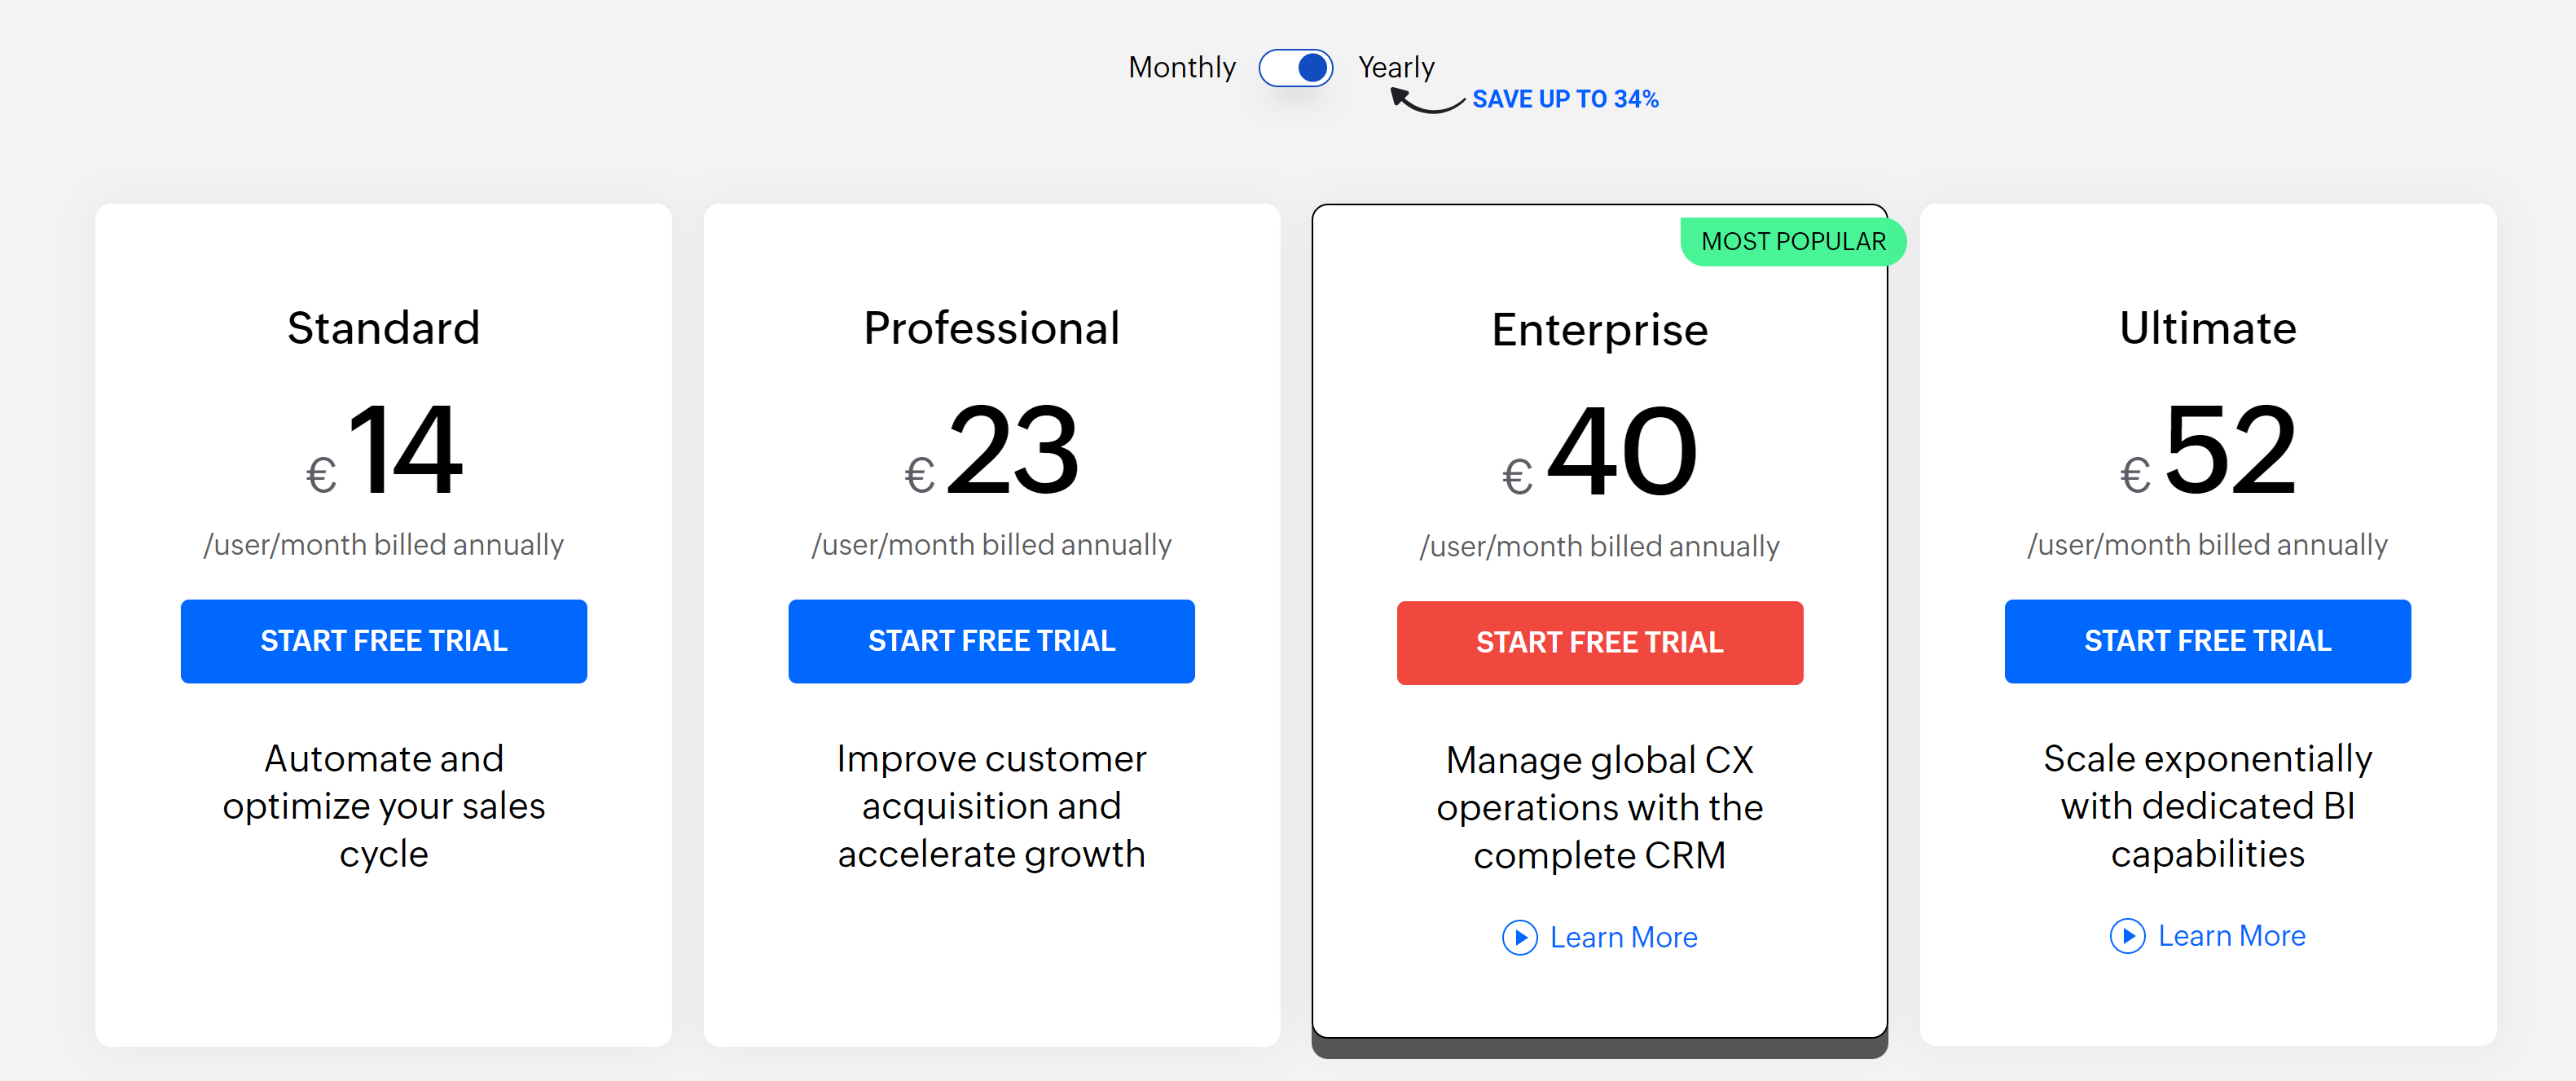 Monthly Yearly
SAVE UP TO 34%
Standard
€14
/user/month billed annually
START FREE TRIAL
Automate and
optimize your sales
cycle
Professional
€23
/user/month billed annually
START FREE TRIAL
Improve customer
acquisition and
accelerate growth
MOST POPULAR
Enterprise
€40
/user/month billed annually
START FREE TRIAL
Manage global CX
operations with the
complete CRM
Learn More
Ultimate
€52
/user/month billed annually
START FREE TRIAL
Scale exponentially
with dedicated BI
capabilities
Learn More